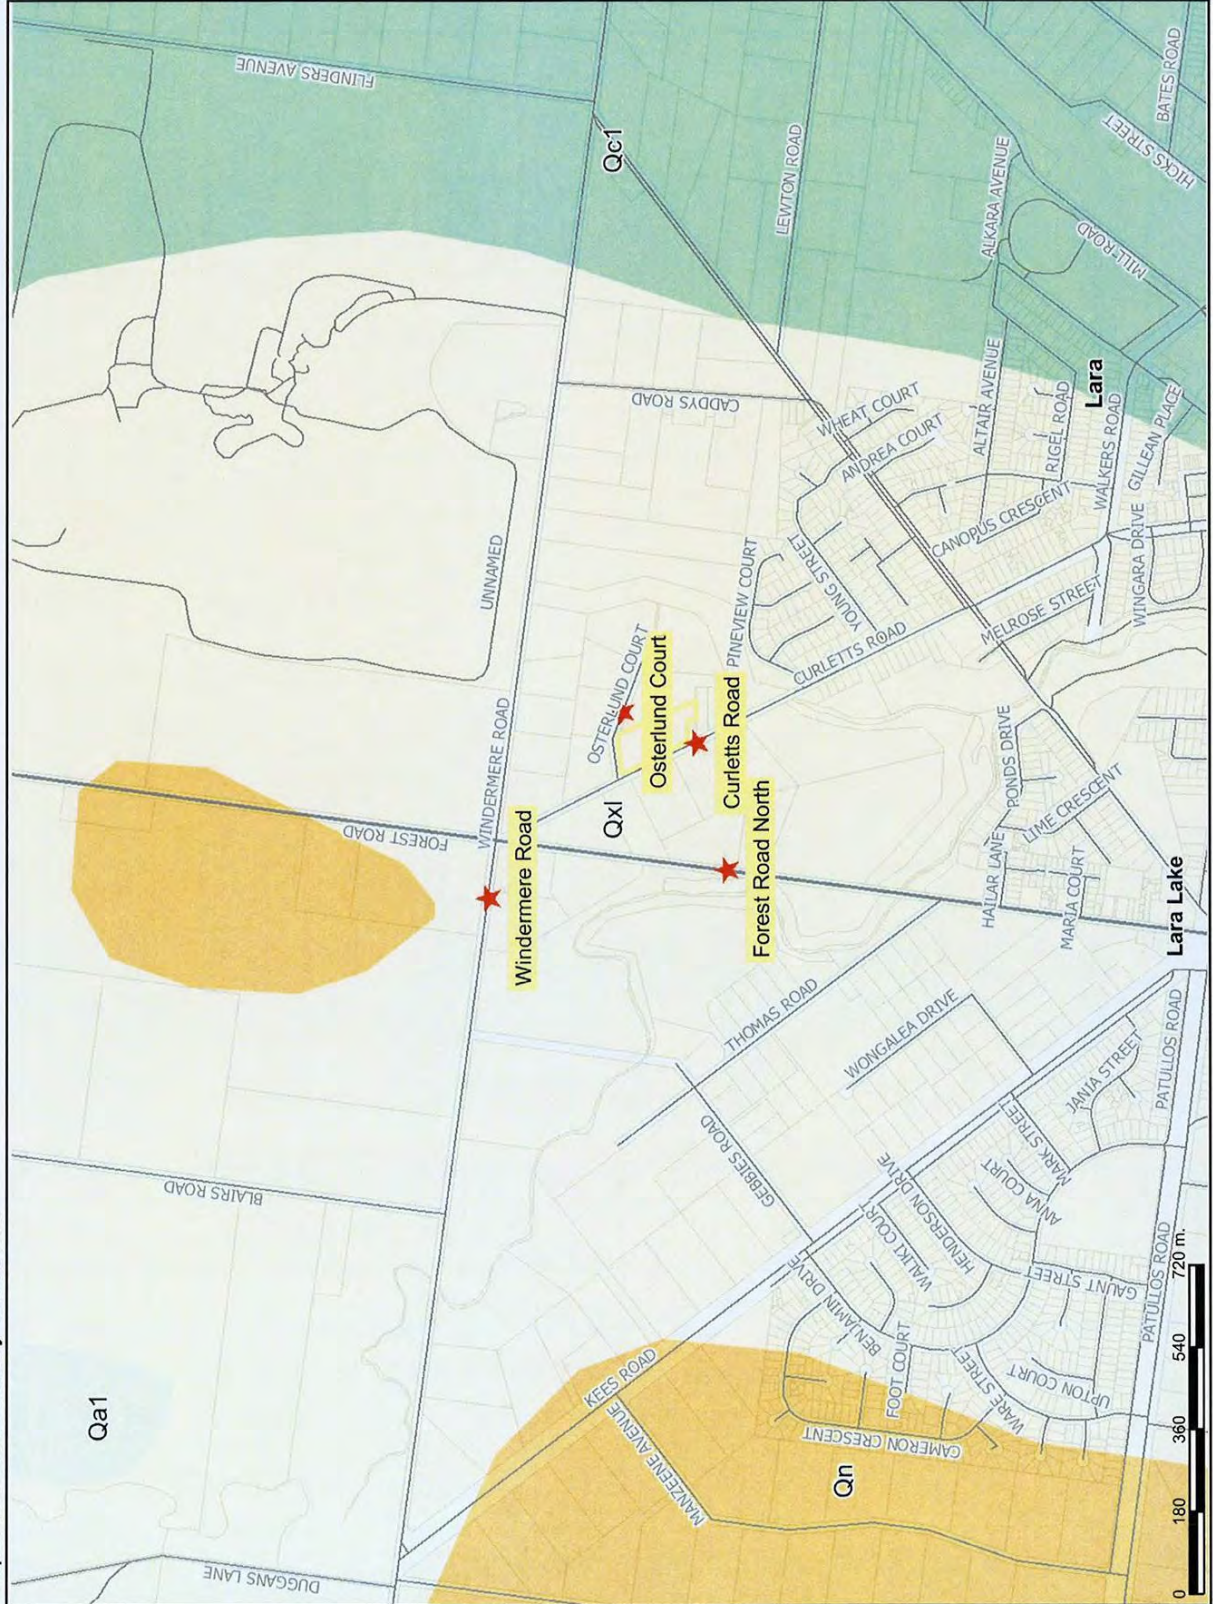 FLINDERS AVENUE
BATES ROAD
HICKS STREET
Qc1
LEWTON ROAD
ALKARA AVENUE
MILL ROAD
CADDYS ROAD
WHEAT COURT
ANDREA COURT
ALTAIR AVENUE
RIGEL ROAD
Lara
WALKERS ROAD
GILLEAN PLACE
CANOPUS CRESCENT
WINGARA DRIVE
UNNAMED
PINEVIEW COURT
YOUNG STREET
CURLETTS ROAD
MELROSE STREET
OSTERLUND COURT
Osterlund Court
Curletts Road
WINDERMERE ROAD
FOREST ROAD
Qxl
Windermere Road
Forest Road North
PONDS DRIVE
HAILAR LANE
LIME CRESCENT
MARIA COURT
Lara Lake
THOMAS ROAD
WONGALEA DRIVE
JANIA STREET
PATULLOS ROAD
BLAIRS ROAD
GEBBIES ROAD
MARK STREET
ANNA COURT
HENDERSON DRIVE
WALIKI COURT
GAUNT STREET
PATULLOS ROAD
BENJAMIN DRIVE
FOOT COURT
WARE STREET
UPTON COURT
KEES ROAD
CAMERON CRESCENT
MANZEENE AVENUE
Qa1
Qn
DUGGANS LANE
0 180 360 540 720 m.